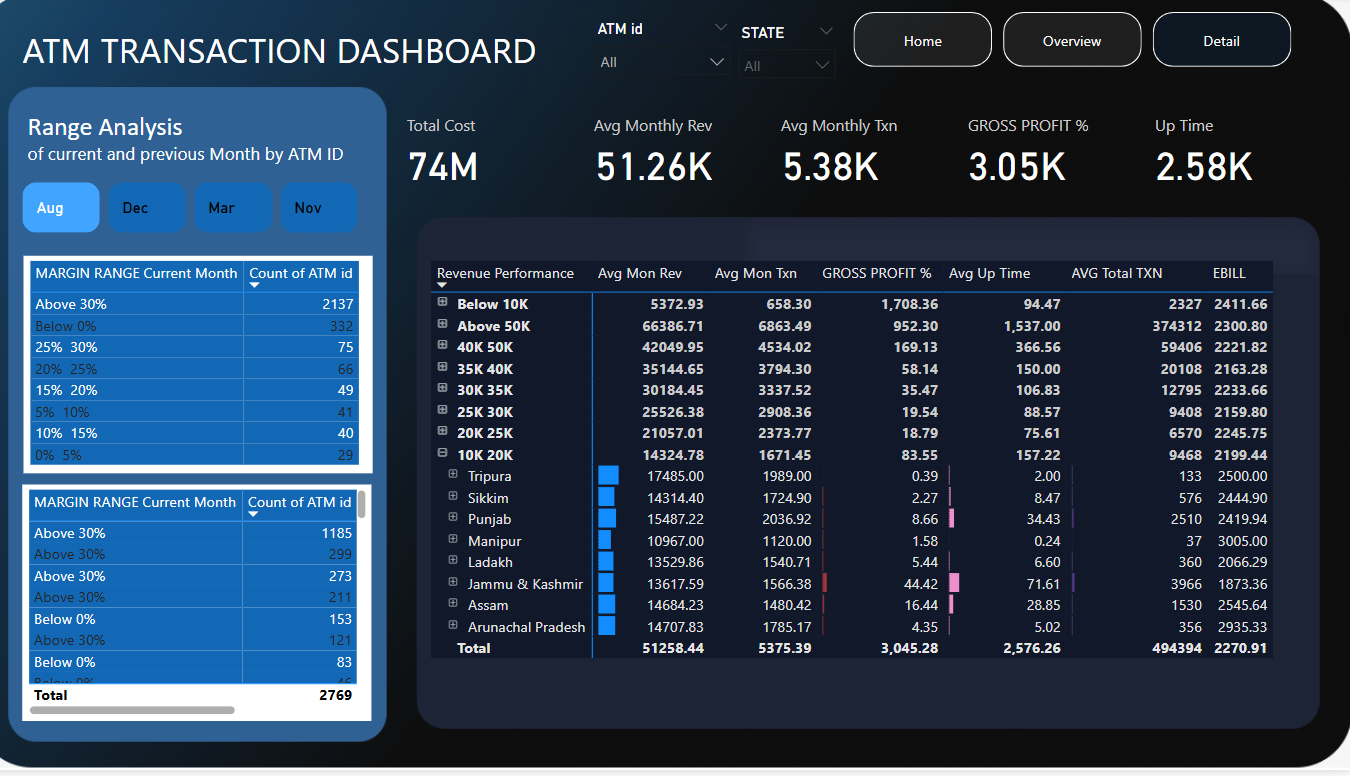 ATM TRANSACTION DASHBOARD
ATM id
All
STATE
All
Home
Overview
Detail
Range Analysis
of current and previous Month by ATM ID
Aug
Dec
Mar
Nov
Total Cost
74M
Avg Monthly Rev
51.26K
Avg Monthly Txn
5.38K
GROSS PROFIT %
3.05K
Up Time
2.58K
MARGIN RANGE Current Month Count of ATM id
Above 30% 2137
Below 0% 332
25% 30% 75
20% 25% 66
15% 20% 49
5% 10% 41
10% 15% 40
0% 5% 29
MARGIN RANGE Current Month Count of ATM id
Above 30% 1185
Above 30% 299
Above 30% 273
Above 30% 211
Below 0% 153
Above 30% 121
Below 0% 83
Below 0% 46
Total 2769
Revenue Performance Avg Mon Rev Avg Mon Txn GROSS PROFIT % Avg Up Time AVG Total TXN EBILL
Below 10K 5372.93 658.30 1,708.36 94.47 2327 2411.66
Above 50K 66386.71 6863.49 952.30 1,537.00 374312 2300.80
40K 50K 42049.95 4534.02 169.13 366.56 59406 2221.82
35K 40K 35144.65 3794.30 58.14 150.00 20108 2163.28
30K 35K 30184.45 3337.52 35.47 106.83 12795 2233.66
25K 30K 25526.38 2908.36 19.54 88.57 9408 2159.80
20K 25K 21057.01 2373.77 18.79 75.61 6570 2245.75
10K 20K 14324.78 1671.45 83.55 157.22 9468 2199.44
Tripura 17485.00 1989.00 0.39 2.00 133 2500.00
Sikkim 14314.40 1724.90 2.27 8.47 576 2444.90
Punjab 15487.22 2036.92 8.66 34.43 2510 2419.94
Manipur 10967.00 1120.00 1.58 0.24 37 3005.00
Ladakh 13529.86 1540.71 5.44 6.60 360 2066.29
Jammu & Kashmir 13617.59 1566.38 44.42 71.61 3966 1873.36
Assam 14684.23 1480.42 16.44 28.85 1530 2545.64
Arunachal Pradesh 14707.83 1785.17 4.35 5.02 356 2935.33
Total 51258.44 5375.39 3,045.28 2,576.26 494394 2270.91